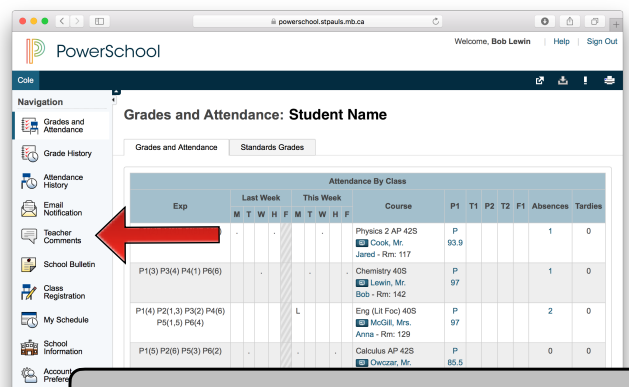 powerschool.stpauls.mb.ca
PowerSchool
Welcome, Bob Lewin | Help | Sign Out
Cole
Navigation
Grades and Attendance: Student Name
Grades and
Attendance
Grade History
Attendance
History
Email
Notification
Teacher
Comments
School Bulletin
Class
Registration
My Schedule
School
Information
Account
Prefere
Grades and Attendance Standards Grades
Attendance By Class
Exp Last Week This Week Course P1 T1 P2 T2 F1 Absences Tardies
M T W H F M T W H F
. . . Physics 2 AP 42S P 1 0
Cook, Mr. 93.9
Jared - Rm: 117
P1(3) P3(4) P4(1) P6(6) . . . Chemistry 40S P 1 0
Lewin, Mr. 97
Bob - Rm: 142
P1(4) P2(1,3) P3(2) P4(6) L Eng (Lit Foc) 40S P 2 0
P5(1,5) P6(4) McGill, Mrs. 97
Anna - Rm: 129
P1(5) P2(6) P5(3) P6(2) . . . Calculus AP 42S P 0 0
Owczar, Mr. 85.5